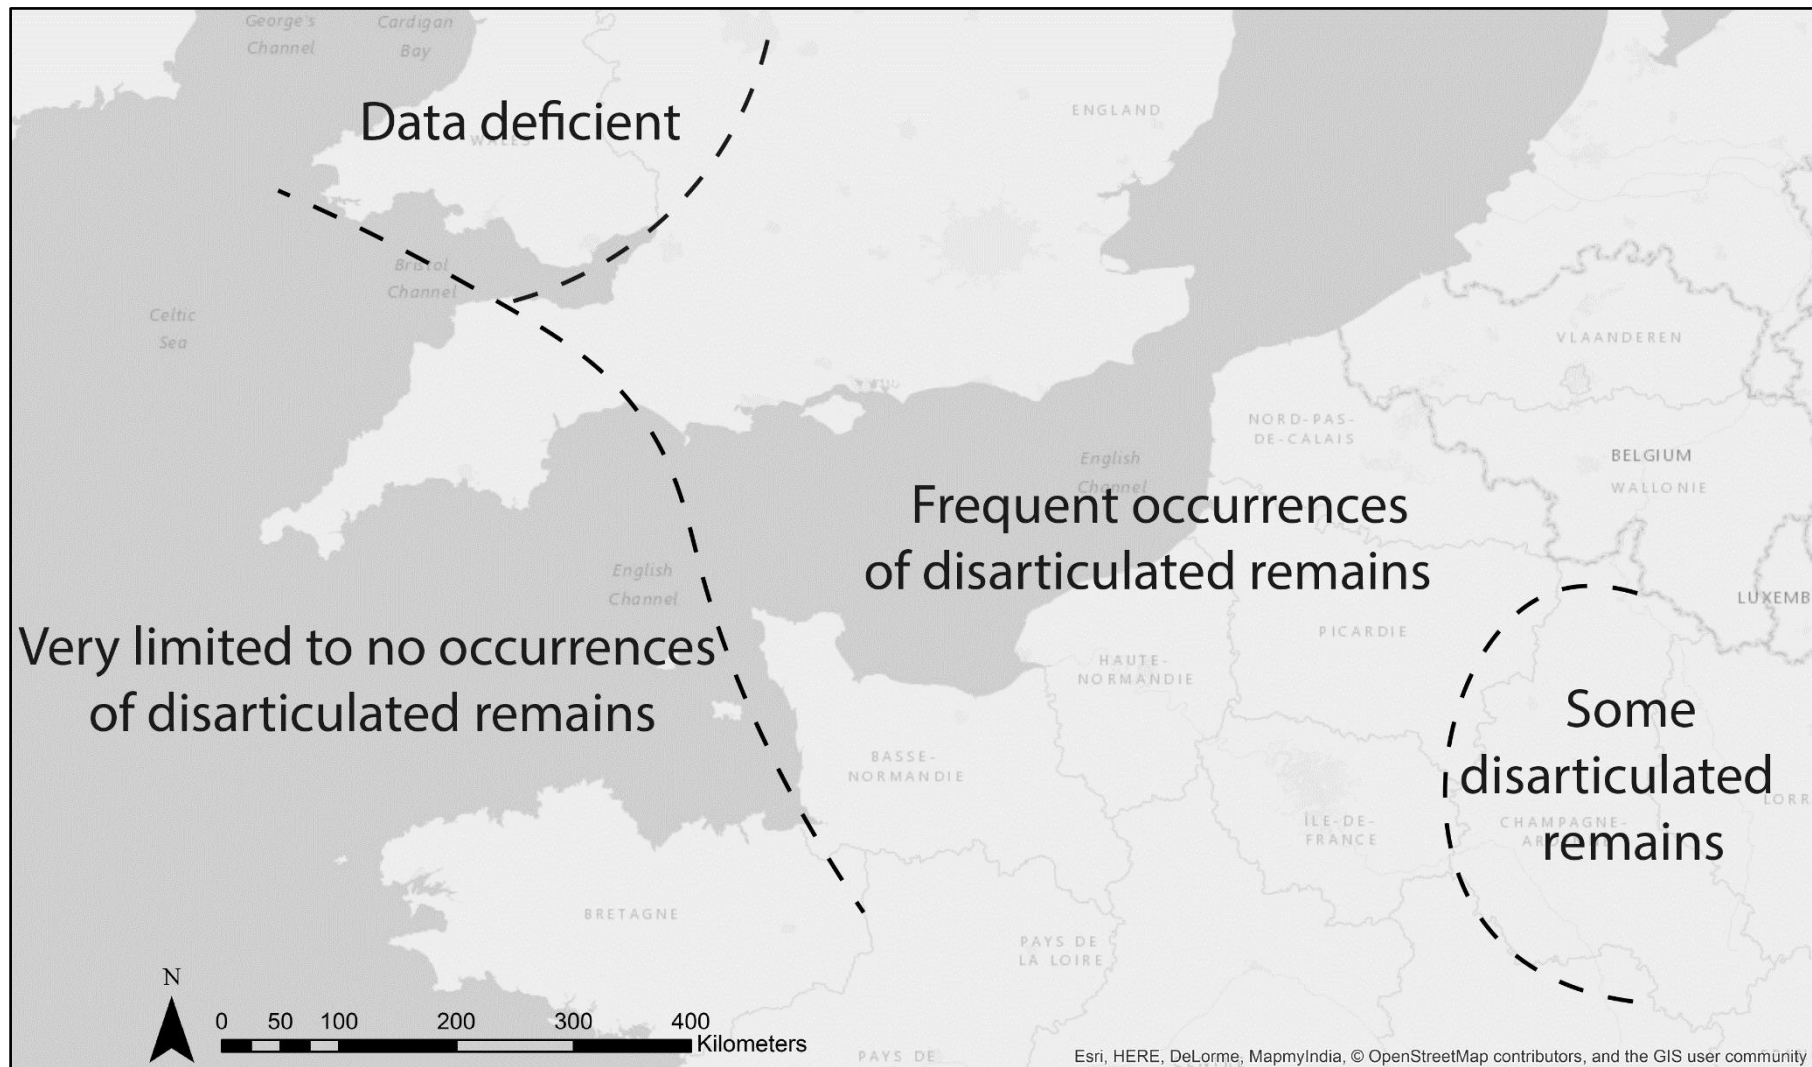 George's
Channel
Cardigan
Bay
Data deficient
WALES
ENGLAND
Bristol
Channel
Celtic
Sea
VLAANDEREN
NORD-PAS-
DE-CALAIS
BELGIUM
WALLONIE
English
Channel
Frequent occurrences
of disarticulated remains
English
Channel
LUXEMB
PICARDIE
Very limited to no occurrences
of disarticulated remains
HAUTE-
NORMANDIE
Some
disarticulated
remains
BASSE-
NORMANDIE
LORR
ÎLE-DE-
FRANCE
CHAMPAGNE-
BRETAGNE
PAYS DE
LA LOIRE
N
0 50 100 200 300 400
Kilometers
PAYS DE
Esri, HERE, DeLorme, MapmyIndia, © OpenStreetMap contributors, and the GIS user community